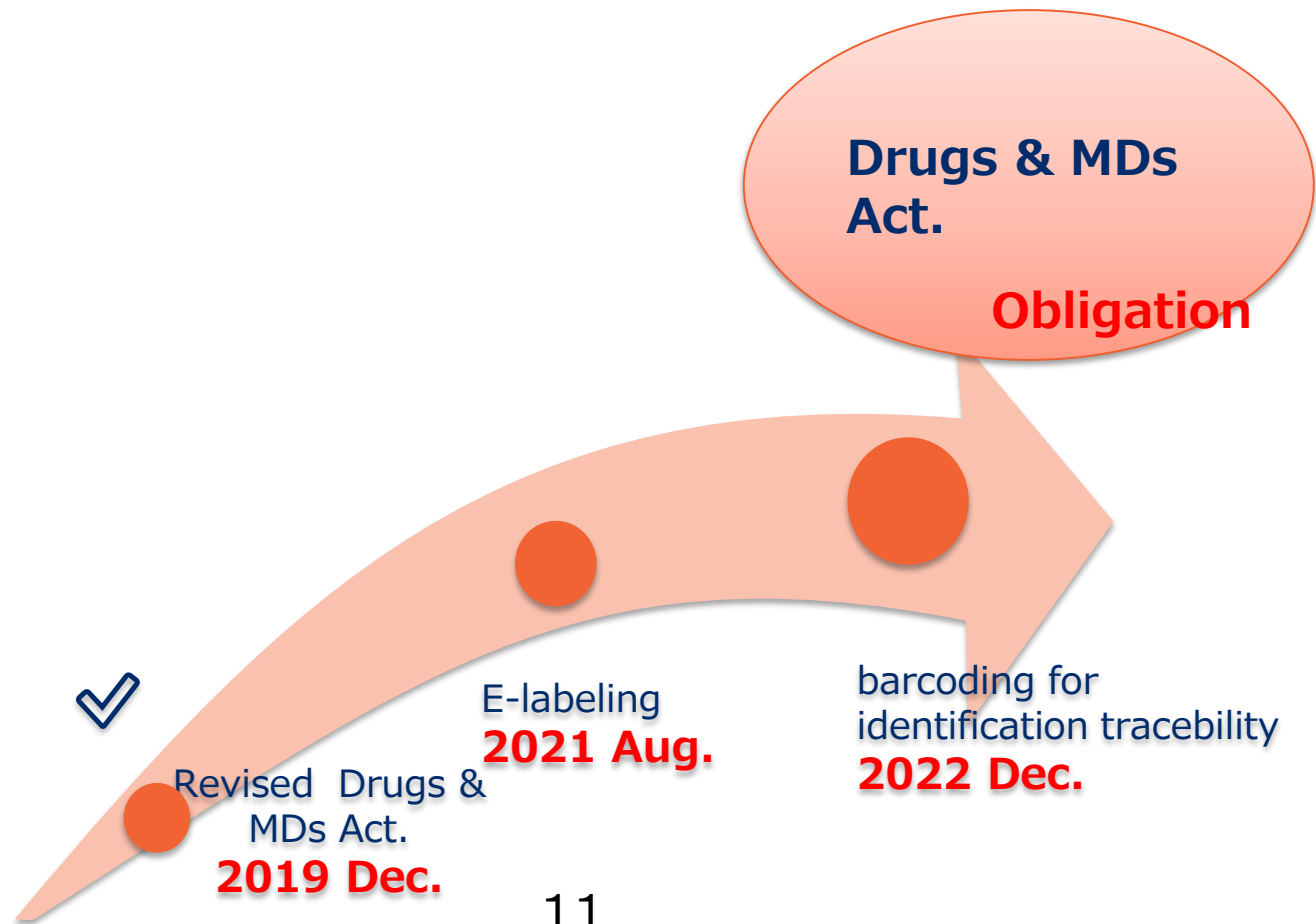 Drugs & MDs
Act.
Obligation
E-labeling
2021 Aug.
barcoding for
identification tracebility
2022 Dec.
Revised Drugs &
MDs Act.
2019 Dec.
11